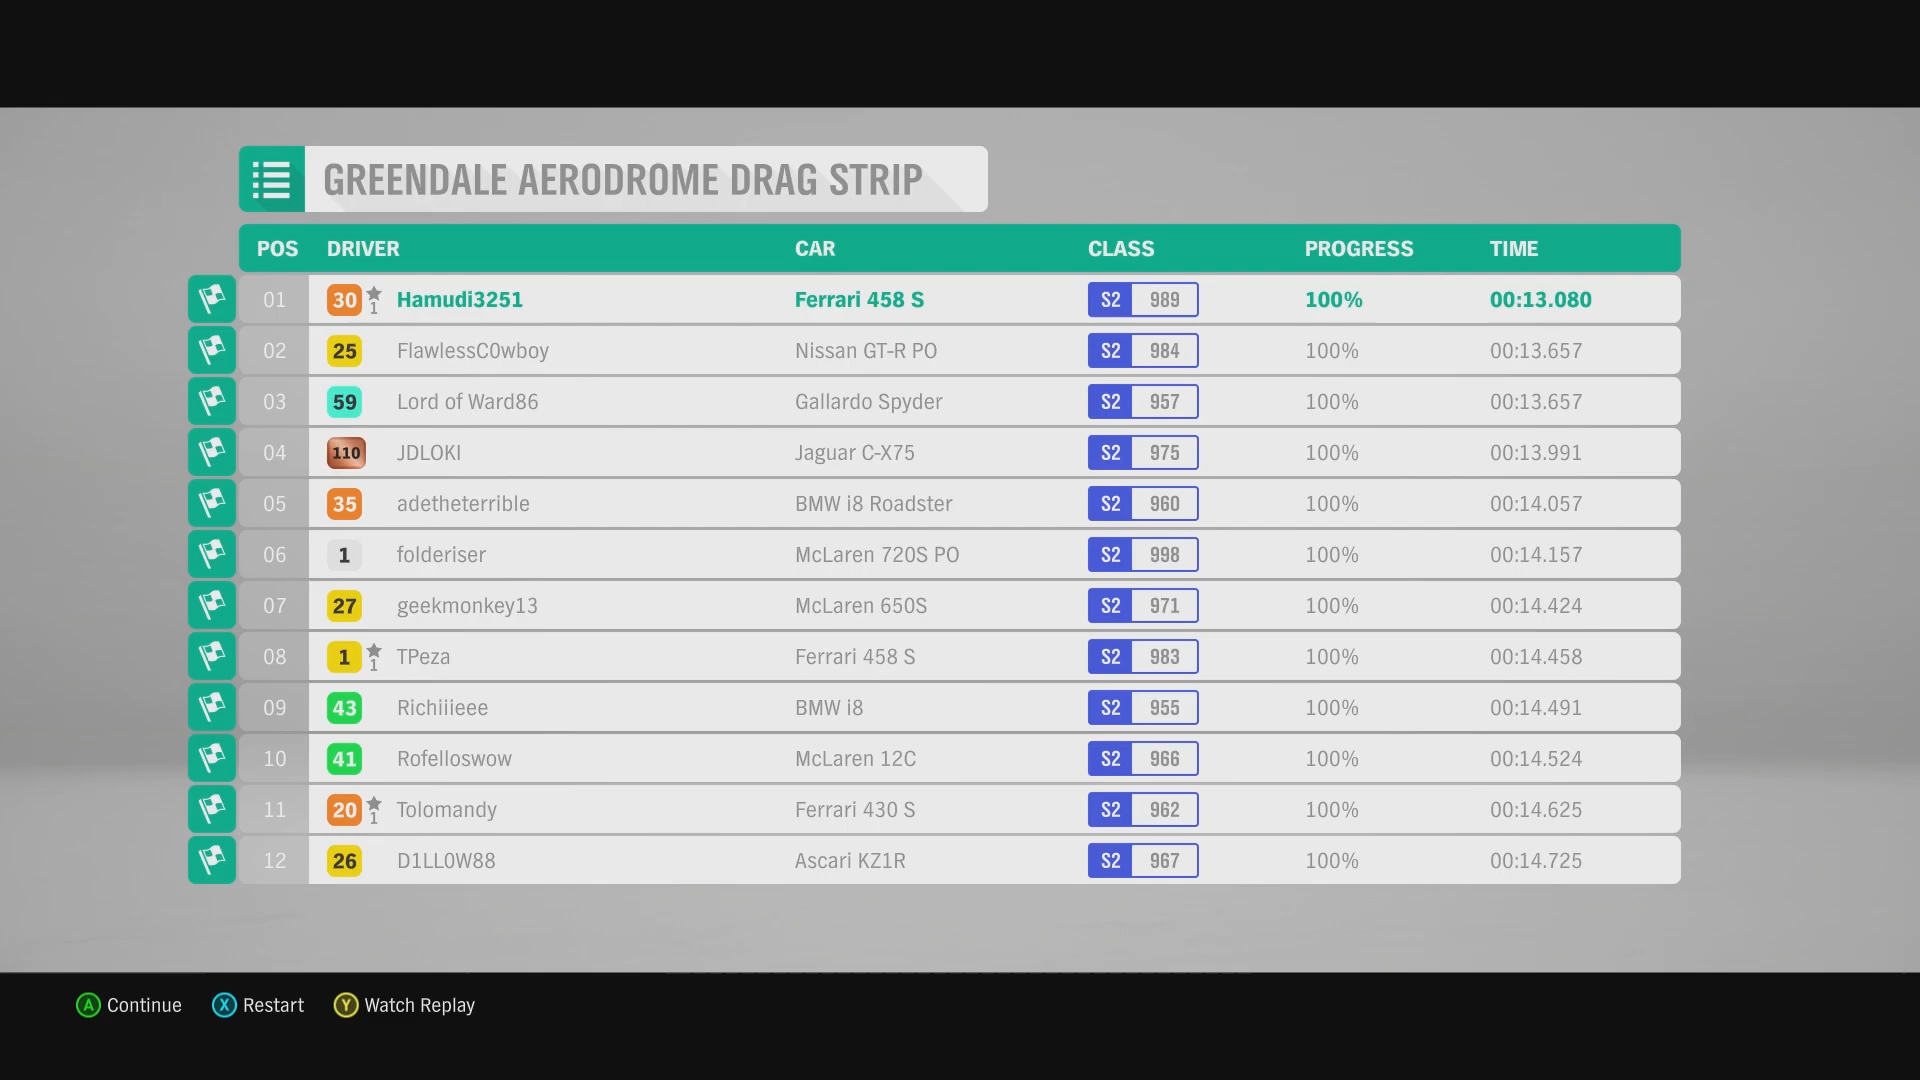 GREENDALE AERODROME DRAG STRIP
POS DRIVER CAR CLASS PROGRESS TIME
01 30 1 Hamudi3251 Ferrari 458 S S2 989 100% 00:13.080
02 25 FlawlessC0wboy Nissan GT-R PO S2 984 100% 00:13.657
03 59 Lord of Ward86 Gallardo Spyder S2 957 100% 00:13.657
04 110 JDLOKI Jaguar C-X75 S2 975 100% 00:13.991
05 35 adetheterrible BMW i8 Roadster S2 960 100% 00:14.057
06 1 folderiser McLaren 720S PO S2 998 100% 00:14.157
07 27 geekmonkey13 McLaren 650S S2 971 100% 00:14.424
08 1 1 TPeza Ferrari 458 S S2 983 100% 00:14.458
09 43 Richiiieee BMW i8 S2 955 100% 00:14.491
10 41 Rofelloswow McLaren 12C S2 966 100% 00:14.524
11 20 1 Tolomandy Ferrari 430 S S2 962 100% 00:14.625
12 26 D1LL0W88 Ascari KZ1R S2 967 100% 00:14.725
A Continue X Restart Y Watch Replay